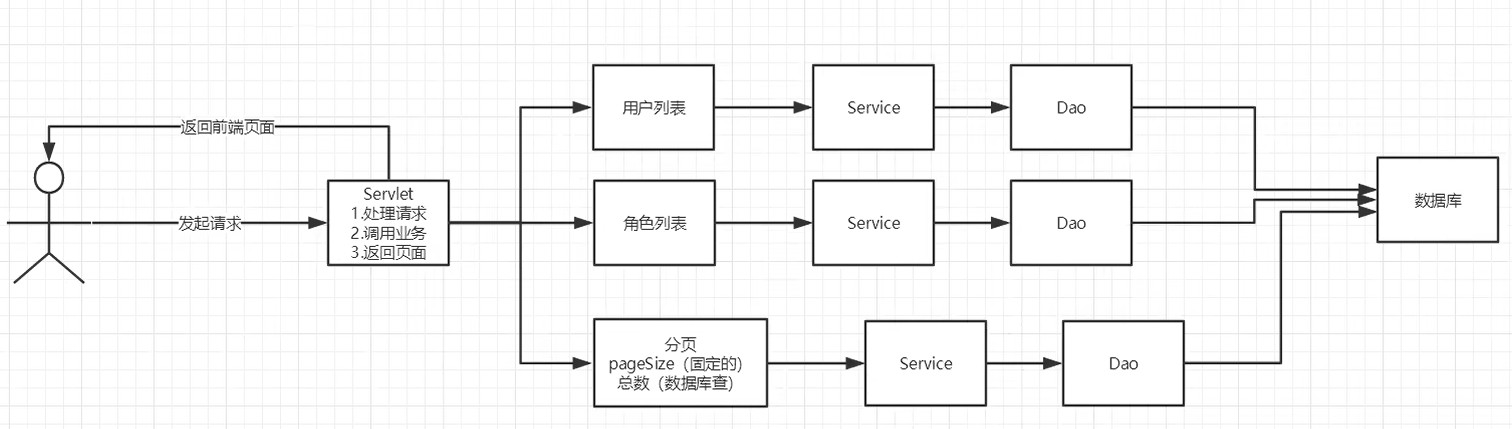 返回前端页面
发起请求
Servlet
1.处理请求
2.调用业务
3.返回页面
用户列表
Service
Dao
角色列表
Service
Dao
分页
pageSize（固定的）
总数（数据库查）
Service
Dao
数据库